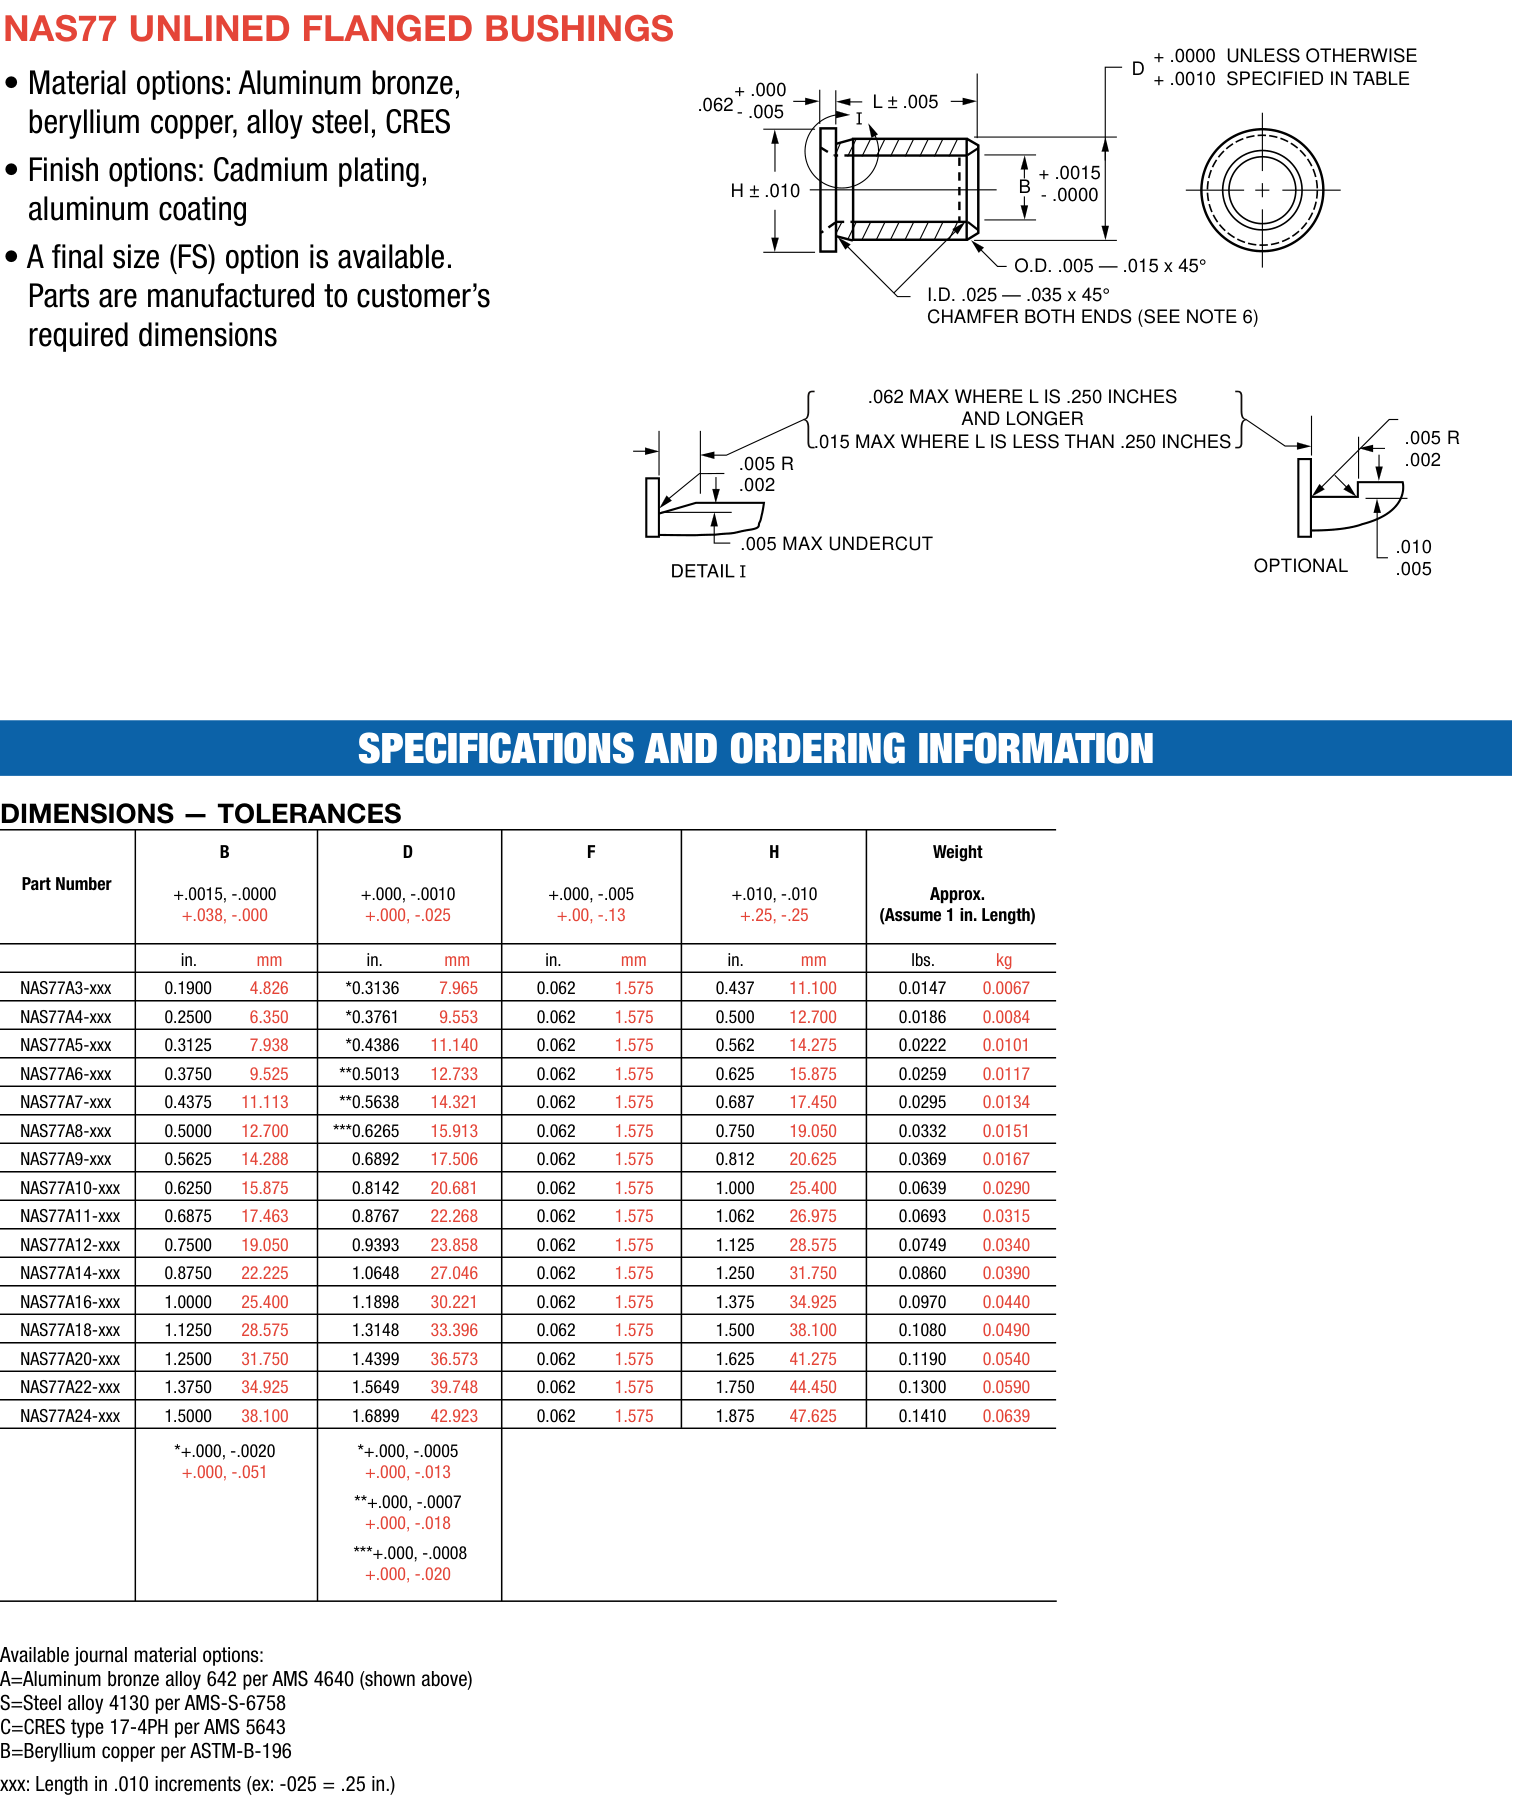 NAS77 UNLINED FLANGED BUSHINGS
• Material options: Aluminum bronze,
beryllium copper, alloy steel, CRES
• Finish options: Cadmium plating,
aluminum coating
• A final size (FS) option is available.
Parts are manufactured to customer's
required dimensions
D + .0000 UNLESS OTHERWISE
+ .0010 SPECIFIED IN TABLE
.062 + .000
- .005
L ± .005
I
H ± .010
B + .0015
- .0000
O.D. .005 — .015 x 45°
I.D. .025 — .035 x 45°
CHAMFER BOTH ENDS (SEE NOTE 6)
.062 MAX WHERE L IS .250 INCHES
AND LONGER
.015 MAX WHERE L IS LESS THAN .250 INCHES
.005 R
.002
.005 MAX UNDERCUT
DETAIL I
.005 R
.002
.010
.005
OPTIONAL
SPECIFICATIONS AND ORDERING INFORMATION
DIMENSIONS — TOLERANCES
Part Number B D F H Weight
+.0015, -.0000 +.000, -.0010 +.000, -.005 +.010, -.010 Approx.
+.038, -.000 +.000, -.025 +.00, -.13 +.25, -.25 (Assume 1 in. Length)
in. mm in. mm in. mm in. mm lbs. kg
NAS77A3-xxx 0.1900 4.826 *0.3136 7.965 0.062 1.575 0.437 11.100 0.0147 0.0067
NAS77A4-xxx 0.2500 6.350 *0.3761 9.553 0.062 1.575 0.500 12.700 0.0186 0.0084
NAS77A5-xxx 0.3125 7.938 *0.4386 11.140 0.062 1.575 0.562 14.275 0.0222 0.0101
NAS77A6-xxx 0.3750 9.525 **0.5013 12.733 0.062 1.575 0.625 15.875 0.0259 0.0117
NAS77A7-xxx 0.4375 11.113 **0.5638 14.321 0.062 1.575 0.687 17.450 0.0295 0.0134
NAS77A8-xxx 0.5000 12.700 ***0.6265 15.913 0.062 1.575 0.750 19.050 0.0332 0.0151
NAS77A9-xxx 0.5625 14.288 0.6892 17.506 0.062 1.575 0.812 20.625 0.0369 0.0167
NAS77A10-xxx 0.6250 15.875 0.8142 20.681 0.062 1.575 1.000 25.400 0.0639 0.0290
NAS77A11-xxx 0.6875 17.463 0.8767 22.268 0.062 1.575 1.062 26.975 0.0693 0.0315
NAS77A12-xxx 0.7500 19.050 0.9393 23.858 0.062 1.575 1.125 28.575 0.0749 0.0340
NAS77A14-xxx 0.8750 22.225 1.0648 27.046 0.062 1.575 1.250 31.750 0.0860 0.0390
NAS77A16-xxx 1.0000 25.400 1.1898 30.221 0.062 1.575 1.375 34.925 0.0970 0.0440
NAS77A18-xxx 1.1250 28.575 1.3148 33.396 0.062 1.575 1.500 38.100 0.1080 0.0490
NAS77A20-xxx 1.2500 31.750 1.4399 36.573 0.062 1.575 1.625 41.275 0.1190 0.0540
NAS77A22-xxx 1.3750 34.925 1.5649 39.748 0.062 1.575 1.750 44.450 0.1300 0.0590
NAS77A24-xxx 1.5000 38.100 1.6899 42.923 0.062 1.575 1.875 47.625 0.1410 0.0639
*+.000, -.0020 *+.000, -.0005
+.000, -.051 +.000, -.013
**+.000, -.0007
+.000, -.018
***+.000, -.0008
+.000, -.020
Available journal material options:
A=Aluminum bronze alloy 642 per AMS 4640 (shown above)
S=Steel alloy 4130 per AMS-S-6758
C=CRES type 17-4PH per AMS 5643
B=Beryllium copper per ASTM-B-196
xxx: Length in .010 increments (ex: -025 = .25 in.)